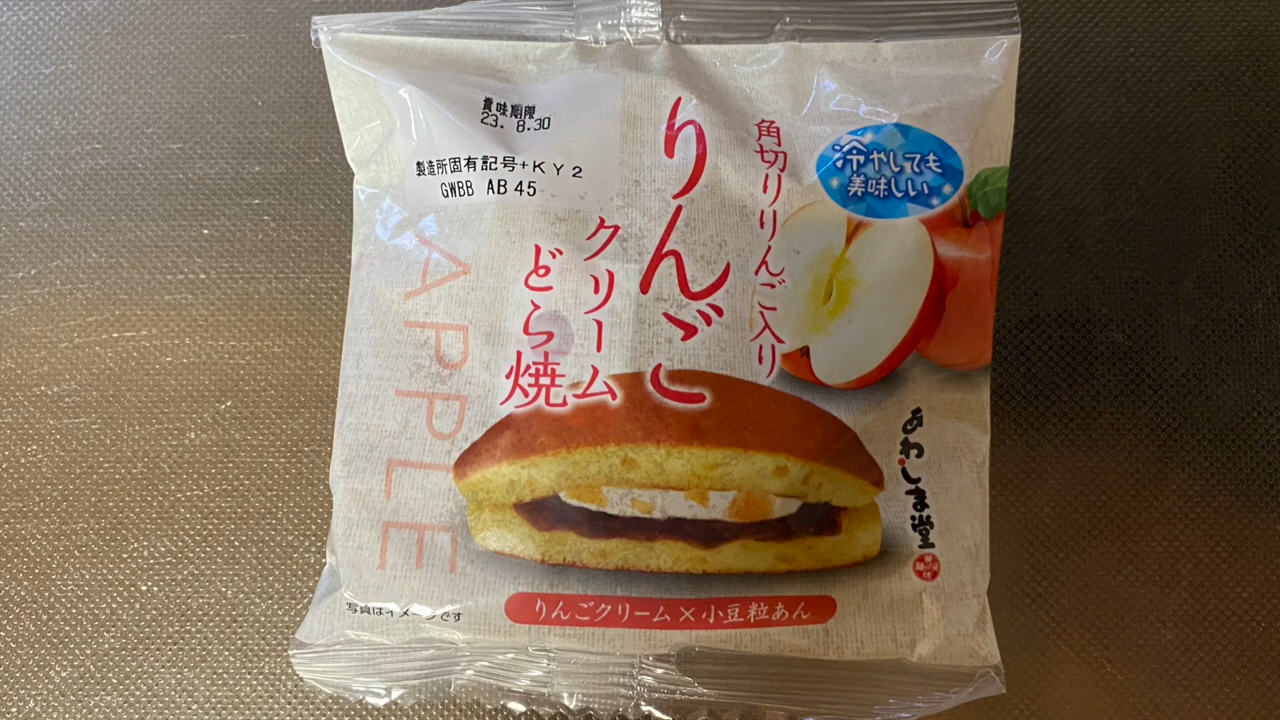 賞味期限
23. 8.30
製造所固有記号+KY2
GWBB AB 45
角切りりんご入り
りんご
クリーム
どら焼
冷やしても
美味しい
APPLE
あわしま堂
りんごクリーム×小豆粒あん
写真はイメージです